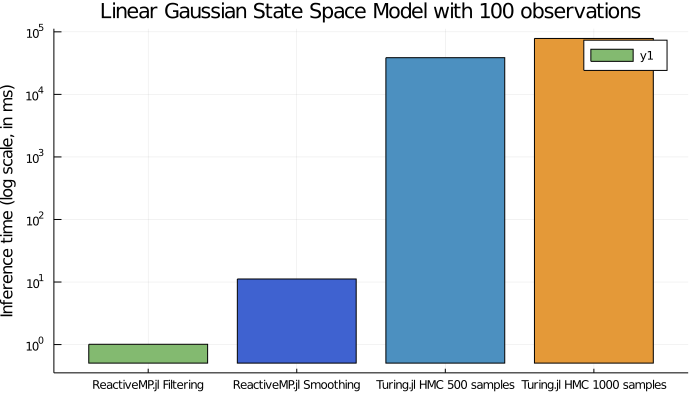 Linear Gaussian State Space Model with 100 observations
Inference time (log scale, in ms)
10^5
10^4
10^3
10^2
10^1
10^0
y1
ReactiveMP.jl Filtering
ReactiveMP.jl Smoothing
Turing.jl HMC 500 samples
Turing.jl HMC 1000 samples